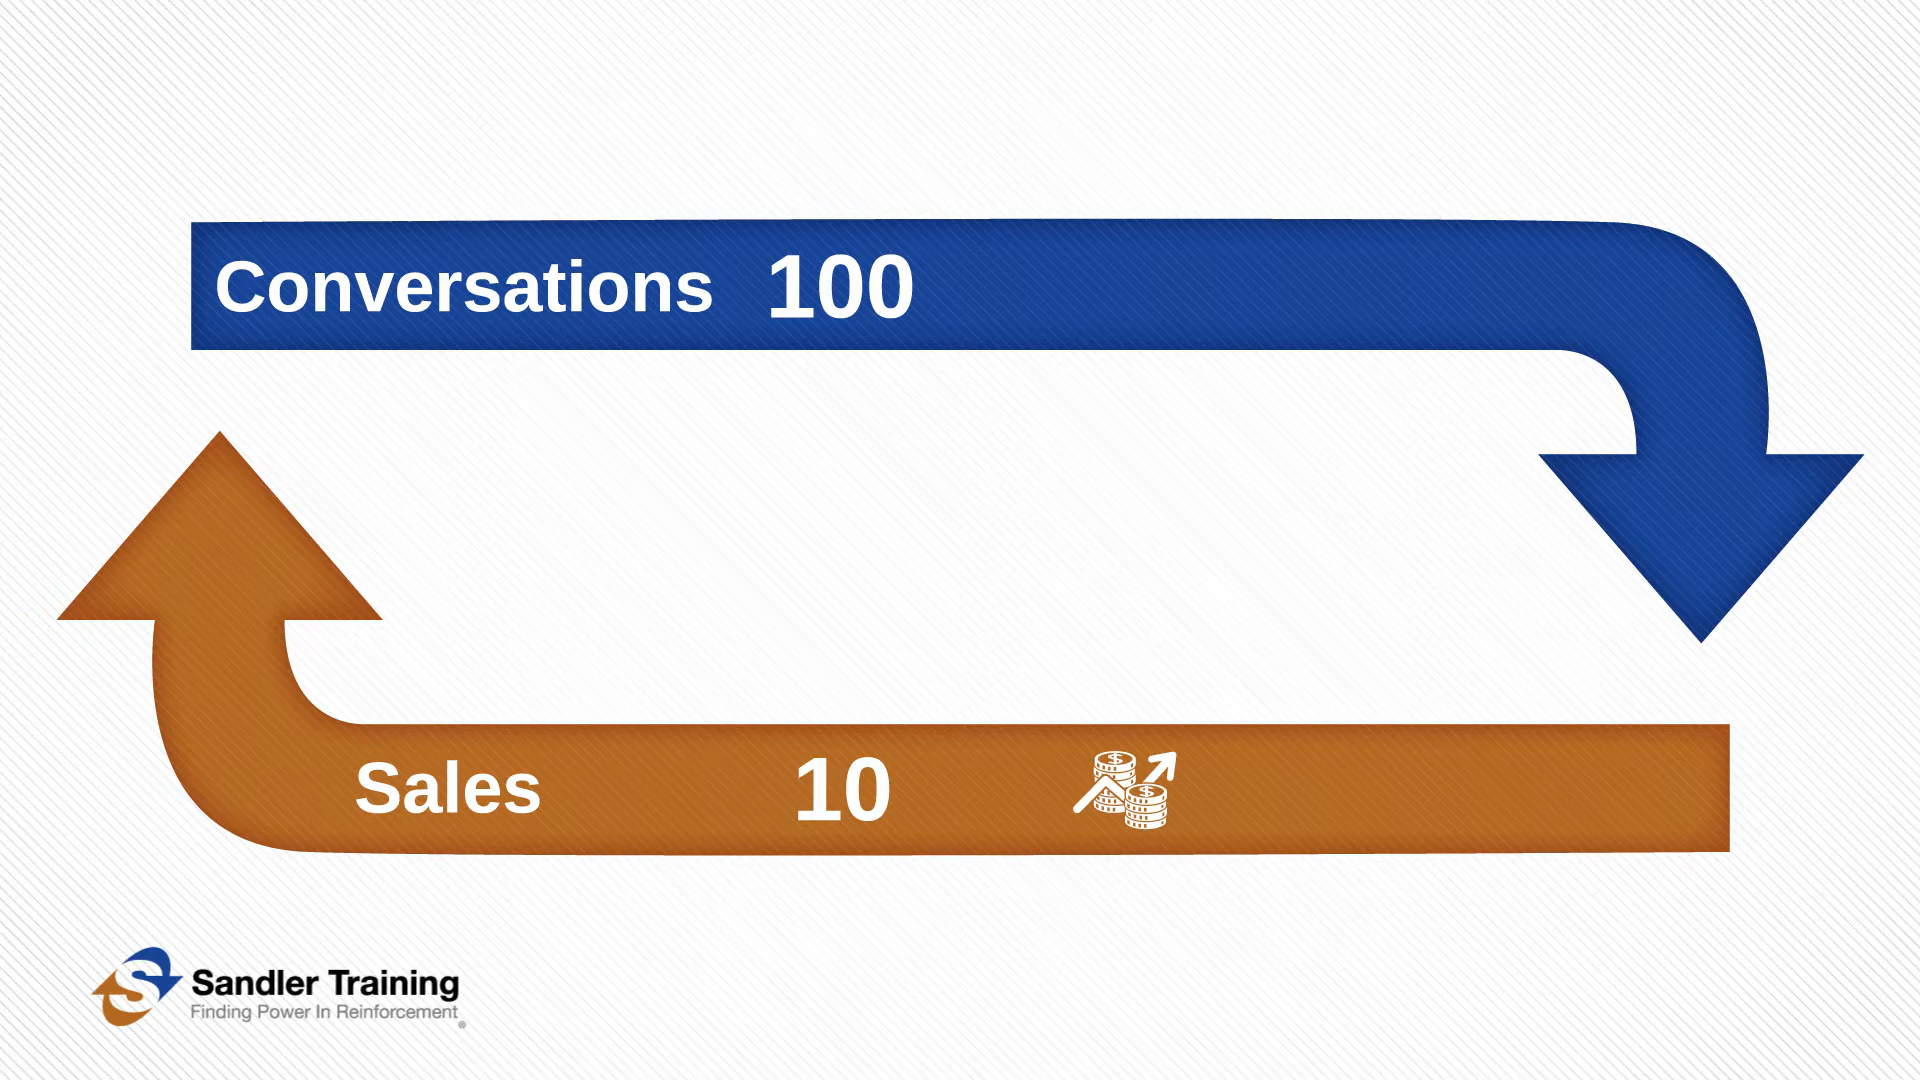 Conversations 100
Sales 10
Sandler Training
Finding Power In Reinforcement®